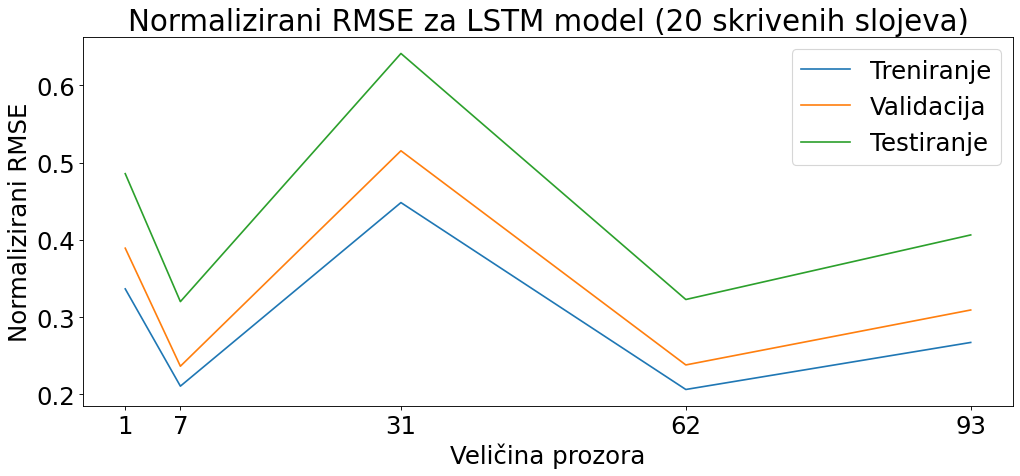 Normalizirani RMSE za LSTM model (20 skrivenih slojeva)
Treniranje
Validacija
Testiranje
Normalizirani RMSE
0.6
0.5
0.4
0.3
0.2
1 7 31 62 93
Veličina prozora